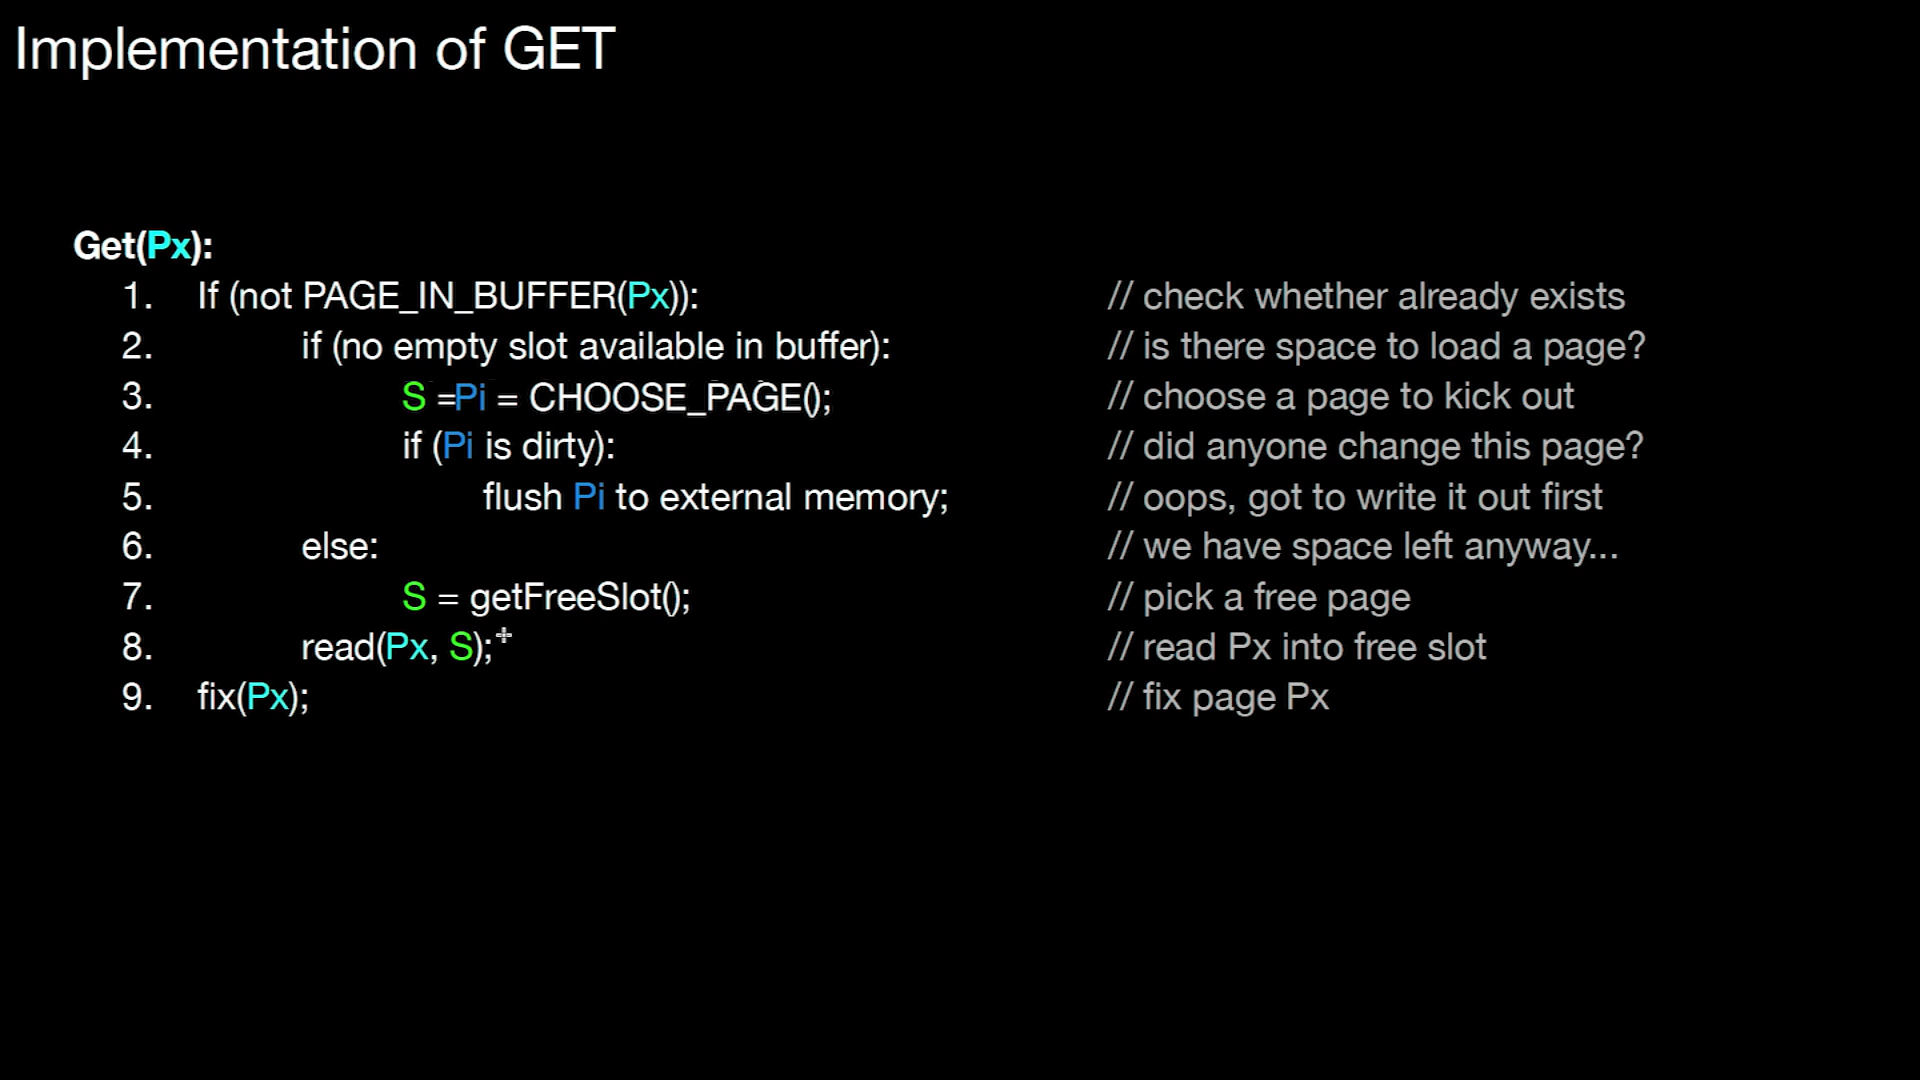 Implementation of GET
Get(Px):
1. If (not PAGE_IN_BUFFER(Px)): // check whether already exists
2. if (no empty slot available in buffer): // is there space to load a page?
3. S =Pi = CHOOSE_PAGE(); // choose a page to kick out
4. if (Pi is dirty): // did anyone change this page?
5. flush Pi to external memory; // oops, got to write it out first
6. else: // we have space left anyway...
7. S = getFreeSlot(); // pick a free page
8. read(Px, S); // read Px into free slot
9. fix(Px); // fix page Px